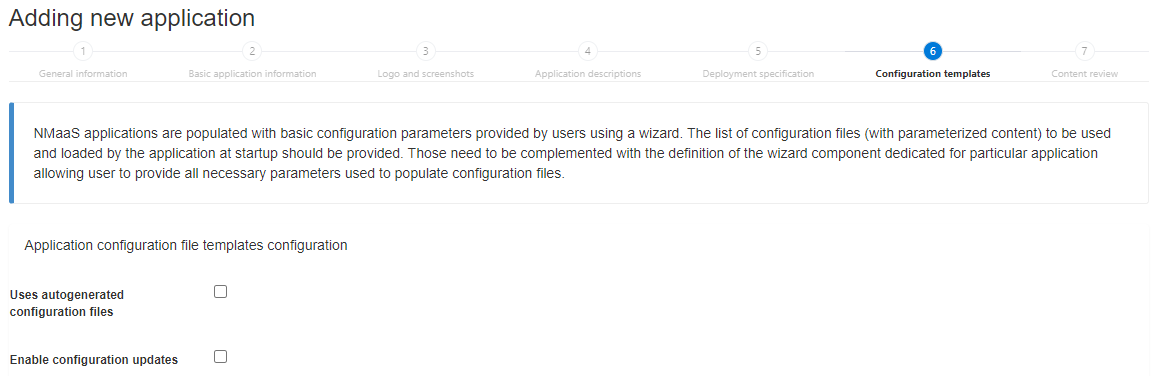 Adding new application
1 2 3 4 5 6 7
General information Basic application information Logo and screenshots Application descriptions Deployment specification Configuration templates Content review
NMaaS applications are populated with basic configuration parameters provided by users using a wizard. The list of configuration files (with parameterized content) to be used
and loaded by the application at startup should be provided. Those need to be complemented with the definition of the wizard component dedicated for particular application
allowing user to provide all necessary parameters used to populate configuration files.
Application configuration file templates configuration
Uses autogenerated
configuration files
Enable configuration updates